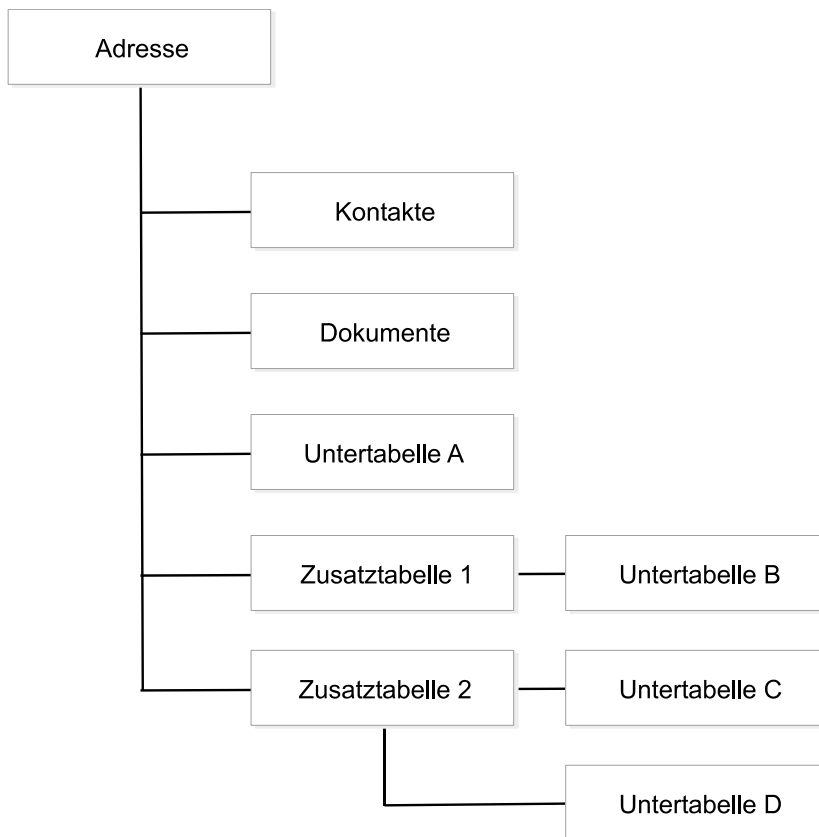 Adresse
Kontakte
Dokumente
Untertabelle A
Zusatztabelle 1
Untertabelle B
Zusatztabelle 2
Untertabelle C
Untertabelle D